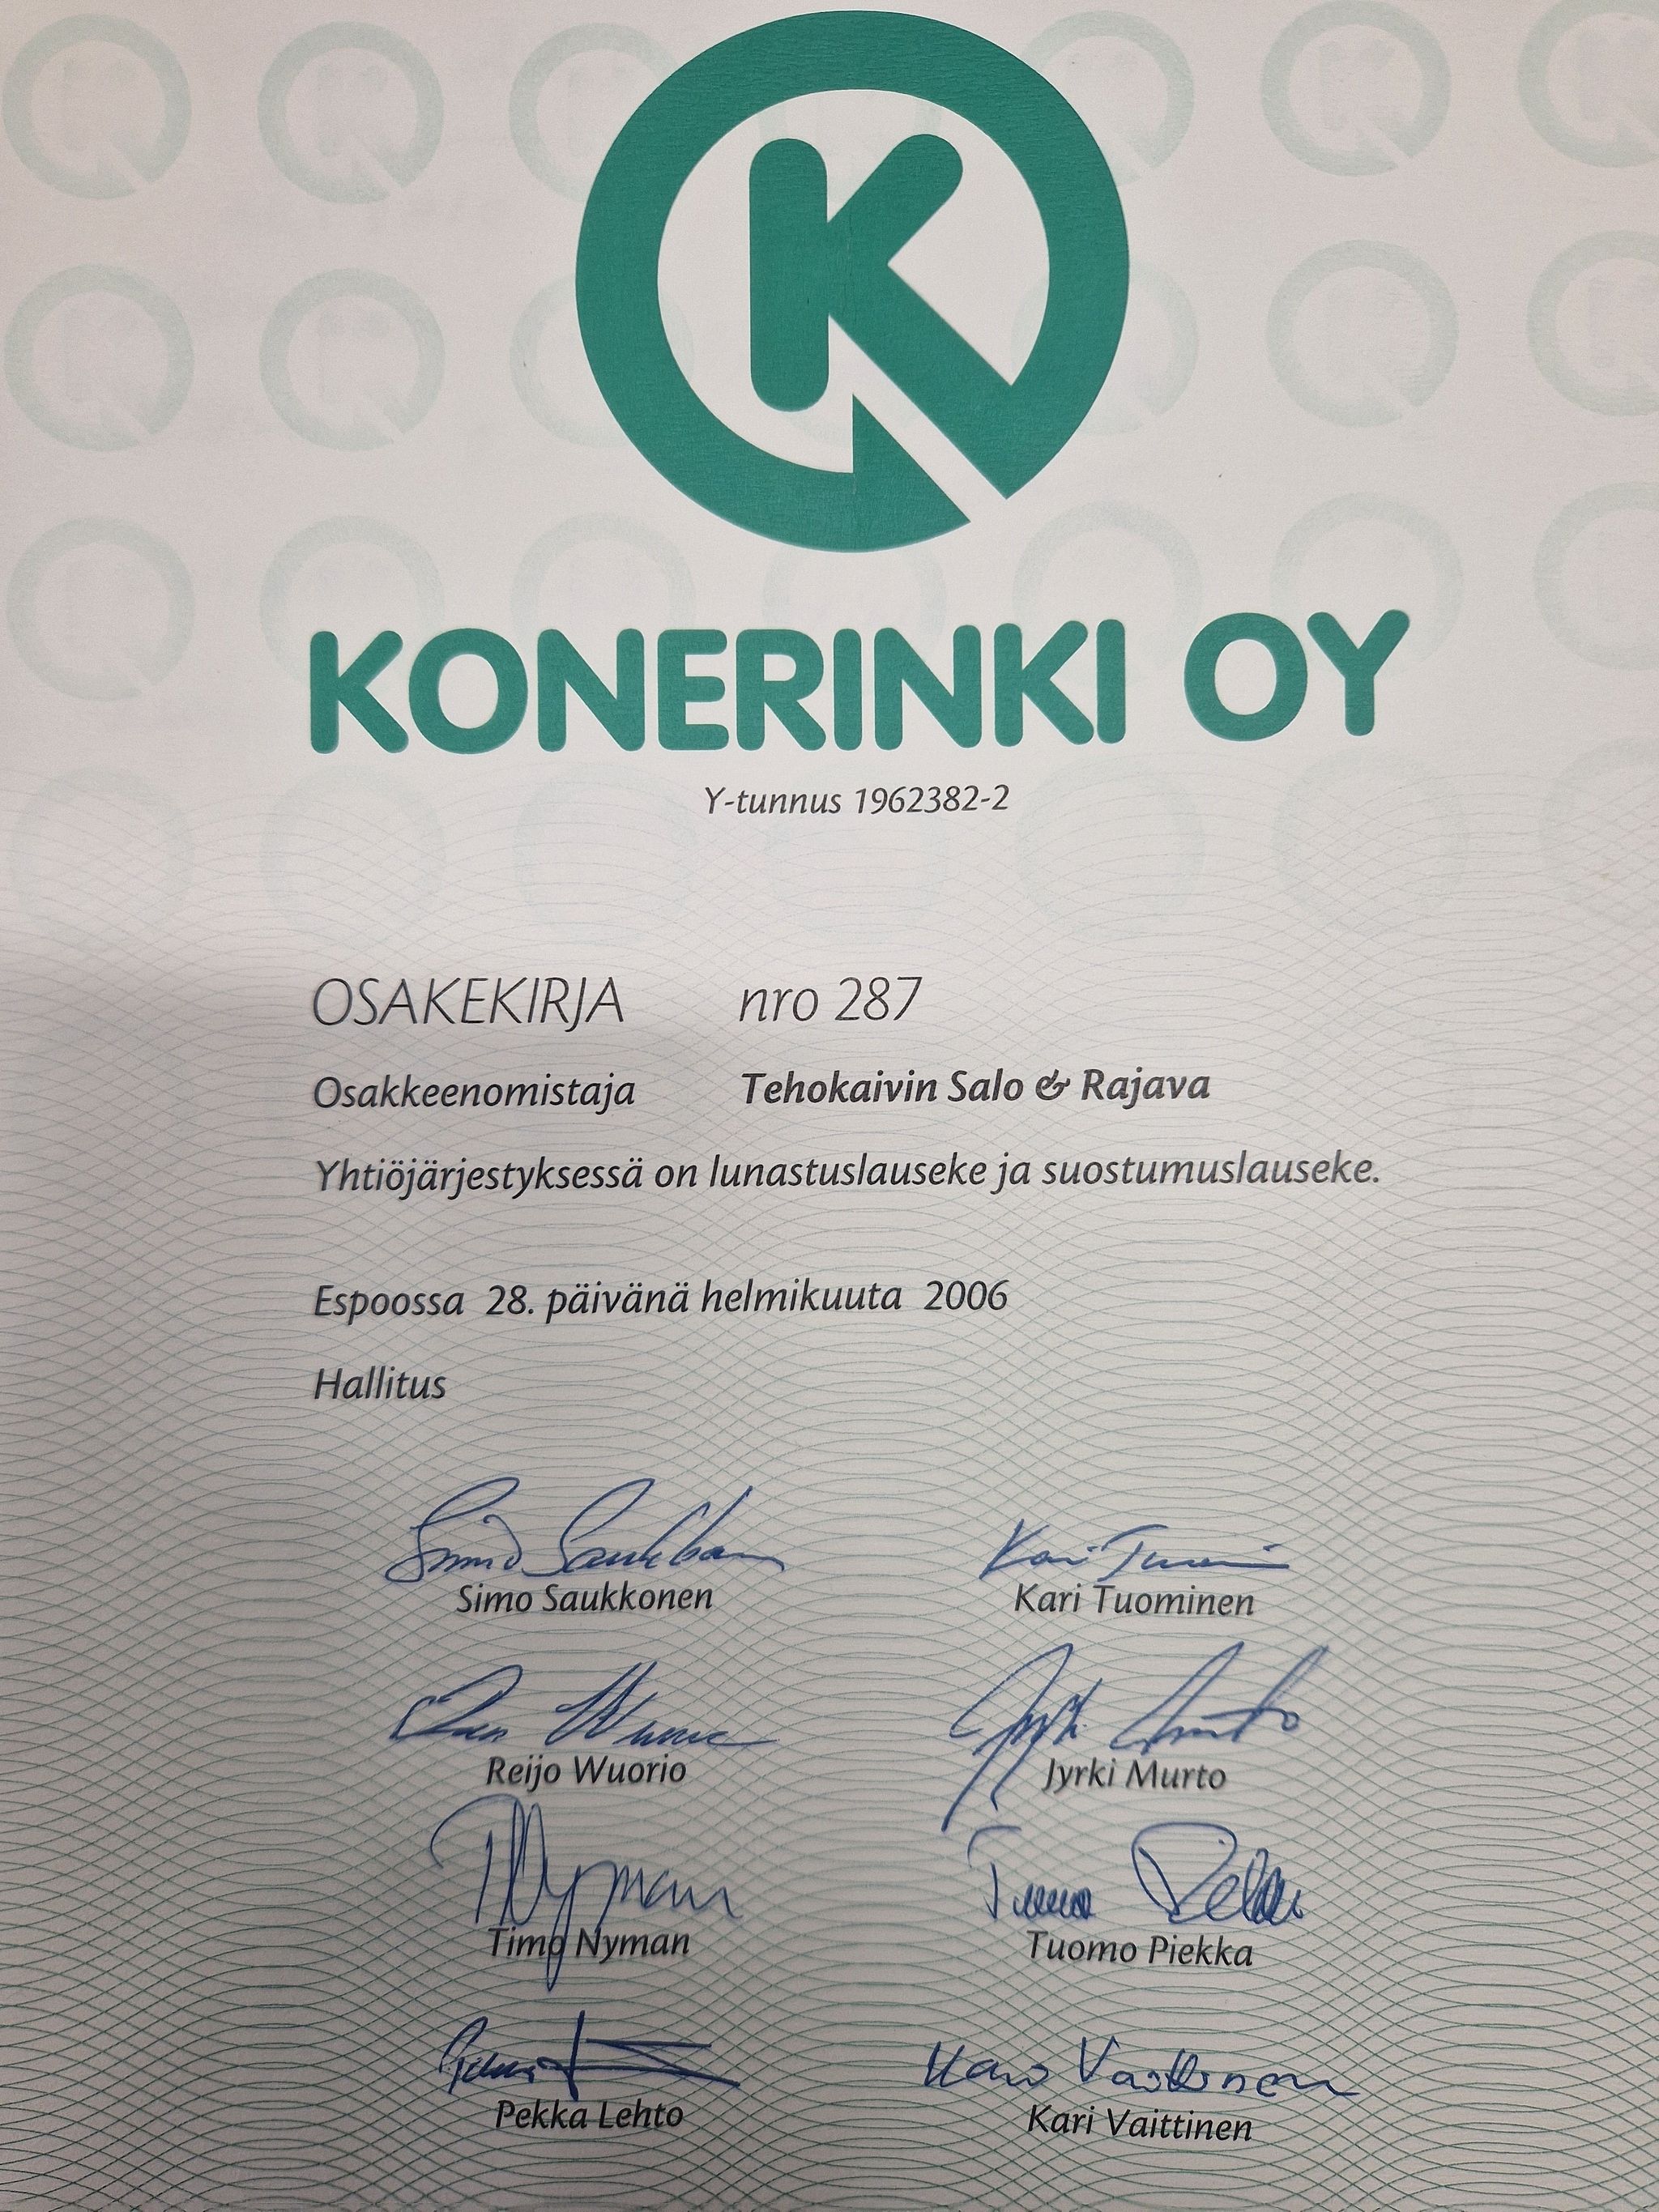 K
KONERINKI OY
Y-tunnus 1962382-2
OSAKEKIRJA nro 287
Osakkeenomistaja Tehokaivin Salo & Rajava
Yhtiöjärjestyksessä on lunastuslauseke ja suostumuslauseke.
Espoossa 28. päivänä helmikuuta 2006
Hallitus
Simo Saukkonen Kari Tuominen
Reijo Wuorio Jyrki Murto
Timo Nyman Tuomo Piekka
Pekka Lehto Kari Vaittinen